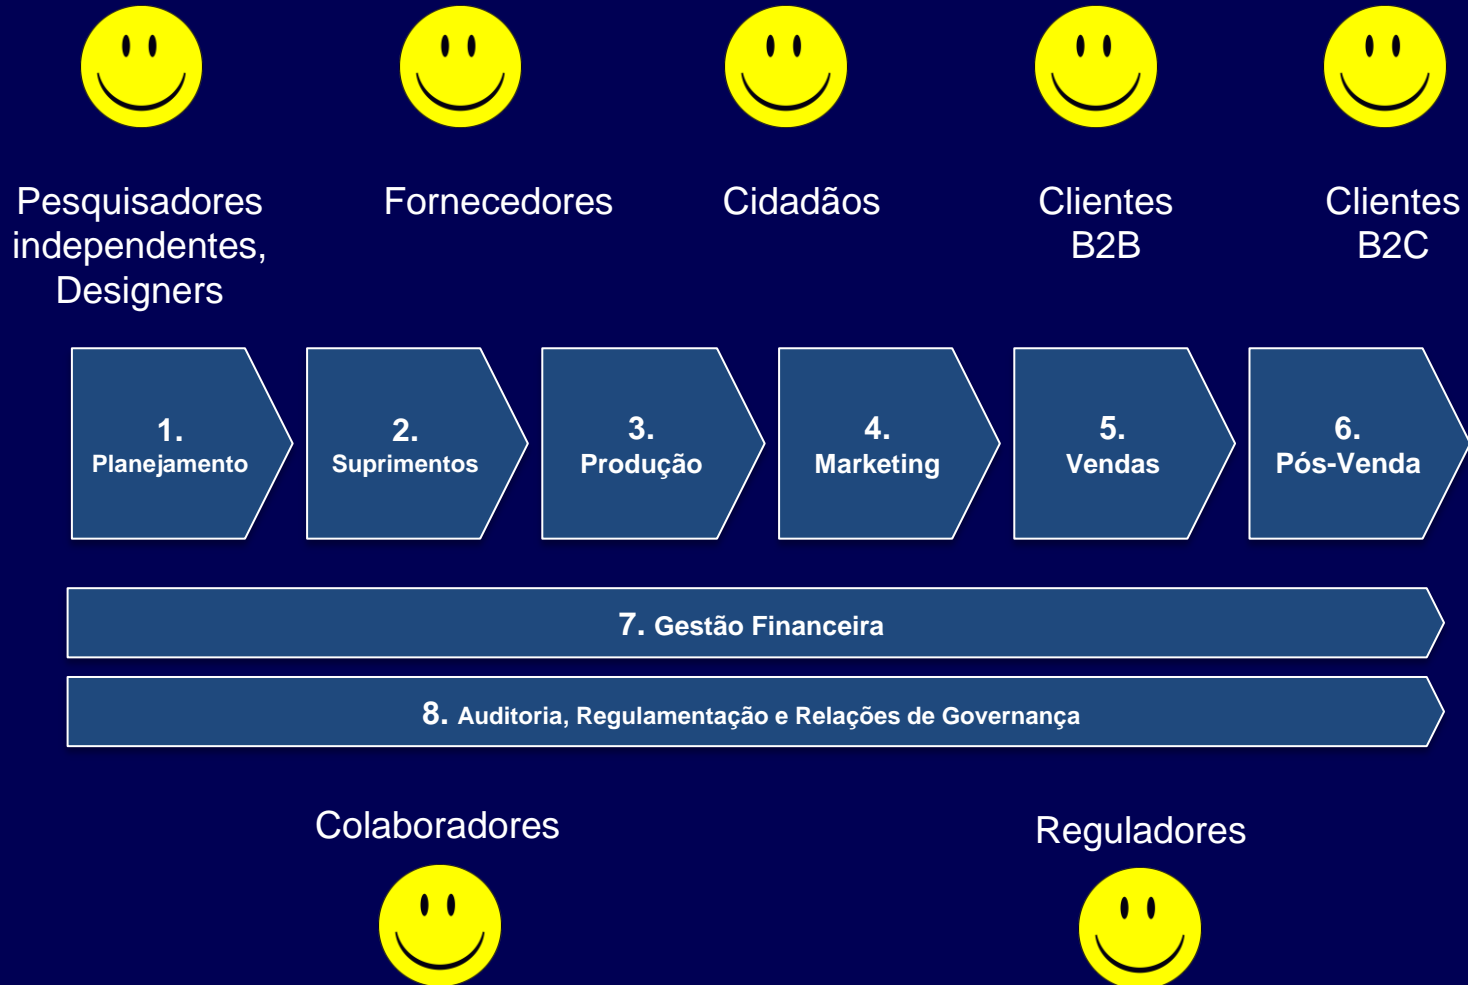 Pesquisadores
independentes,
Designers
Fornecedores
Cidadãos
Clientes
B2B
Clientes
B2C
1.
Planejamento
2.
Suprimentos
3.
Produção
4.
Marketing
5.
Vendas
6.
Pós-Venda
7. Gestão Financeira
8. Auditoria, Regulamentação e Relações de Governança
Colaboradores
Reguladores